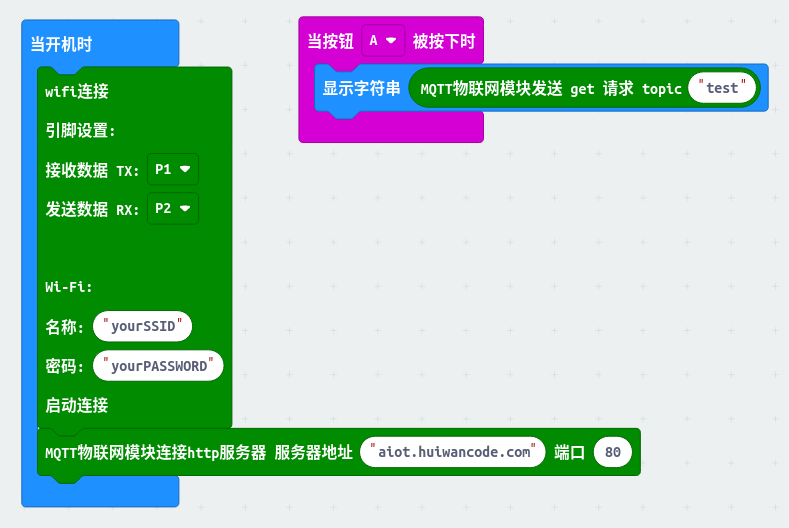 当开机时
wifi连接
引脚设置:
接收数据 TX: P1
发送数据 RX: P2
Wi-Fi:
名称: "yourSSID"
密码: "yourPASSWORD"
启动连接
MQTT物联网模块连接http服务器 服务器地址 "aiot.huiwancode.com" 端口 80
当按钮 A 被按下时
显示字符串 MQTT物联网模块发送 get 请求 topic "test"